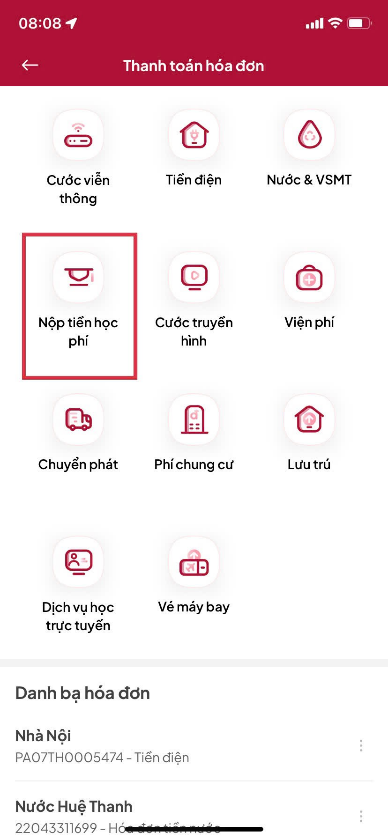 08:08
Thanh toán hóa đơn
Cước viễn
thông
Tiền điện
Nước & VSMT
Nộp tiền học
phí
Cước truyền
hình
Viện phí
Chuyển phát
Phí chung cư
Lưu trú
Dịch vụ học
trực tuyến
Vé máy bay
Danh bạ hóa đơn
Nhà Nội
PA07TH0005474 - Tiền điện
Nước Huệ Thanh
22043311699 - Hóa đơn tiền nước